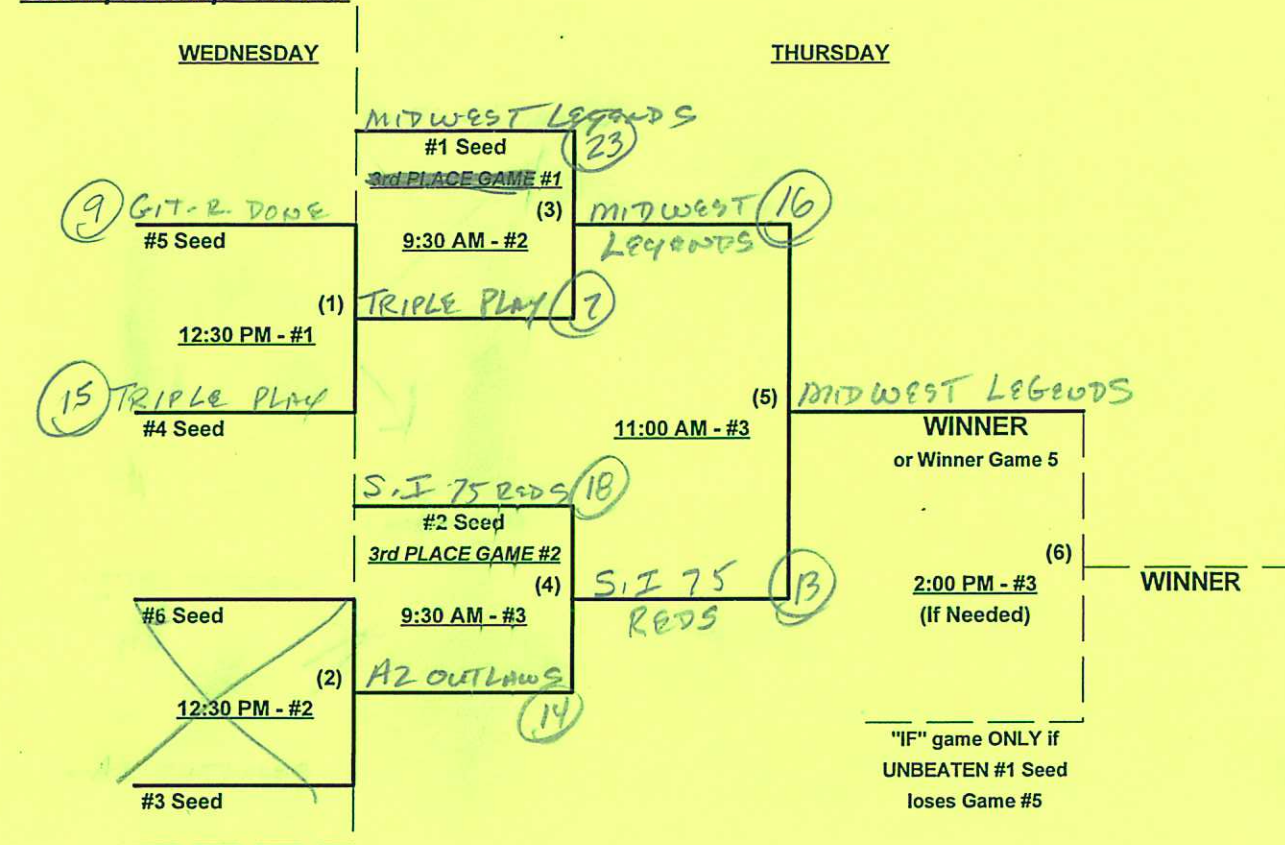 WEDNESDAY
THURSDAY
MIDWEST LEGENDS
#1 Seed
23
3rd PLACE GAME #1
(3)
9:30 AM - #2
9 GIT-R. DONE
#5 Seed
MIDWEST 16
LEGENDS
(1)
TRIPLE PLAY 7
12:30 PM - #1
15 TRIPLE PLAY
#4 Seed
(5)
11:00 AM - #3
MIDWEST LEGENDS
WINNER
or Winner Game 5
S.I 75 REDS 18
#2 Seed
3rd PLACE GAME #2
(4)
9:30 AM - #3
S.I 75 13
REDS
#6 Seed
(2)
12:30 PM - #2
AZ OUTLAWS
14
#3 Seed
(6)
2:00 PM - #3
(If Needed)
WINNER
"IF" game ONLY if
UNBEATEN #1 Seed
loses Game #5